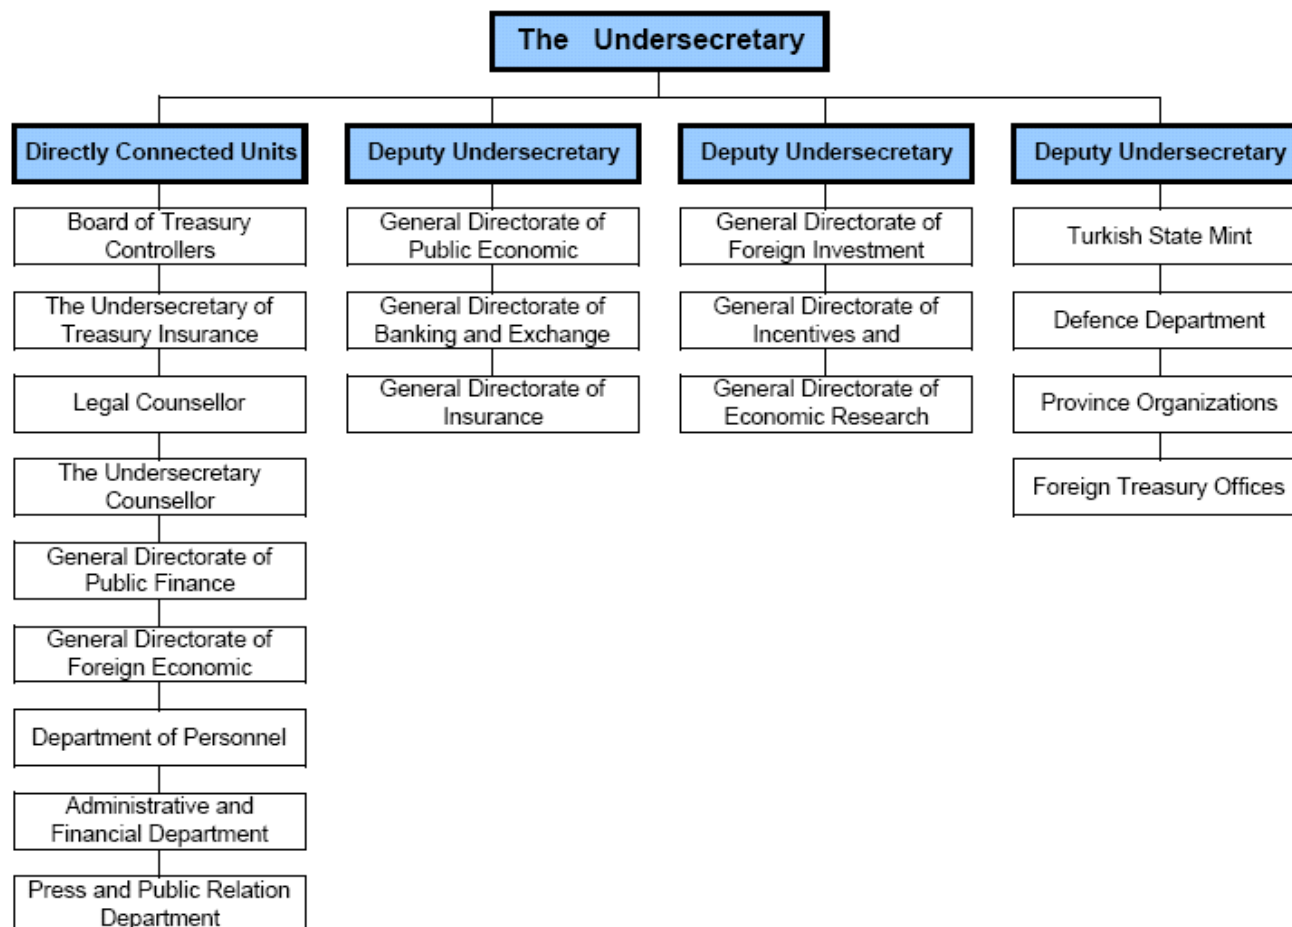 The Undersecretary
Directly Connected Units
Board of Treasury
Controllers
The Undersecretary of
Treasury Insurance
Legal Counsellor
The Undersecretary
Counsellor
General Directorate of
Public Finance
General Directorate of
Foreign Economic
Department of Personnel
Administrative and
Financial Department
Press and Public Relation
Department
Deputy Undersecretary
General Directorate of
Public Economic
General Directorate of
Banking and Exchange
General Directorate of
Insurance
Deputy Undersecretary
General Directorate of
Foreign Investment
General Directorate of
Incentives and
General Directorate of
Economic Research
Deputy Undersecretary
Turkish State Mint
Defence Department
Province Organizations
Foreign Treasury Offices